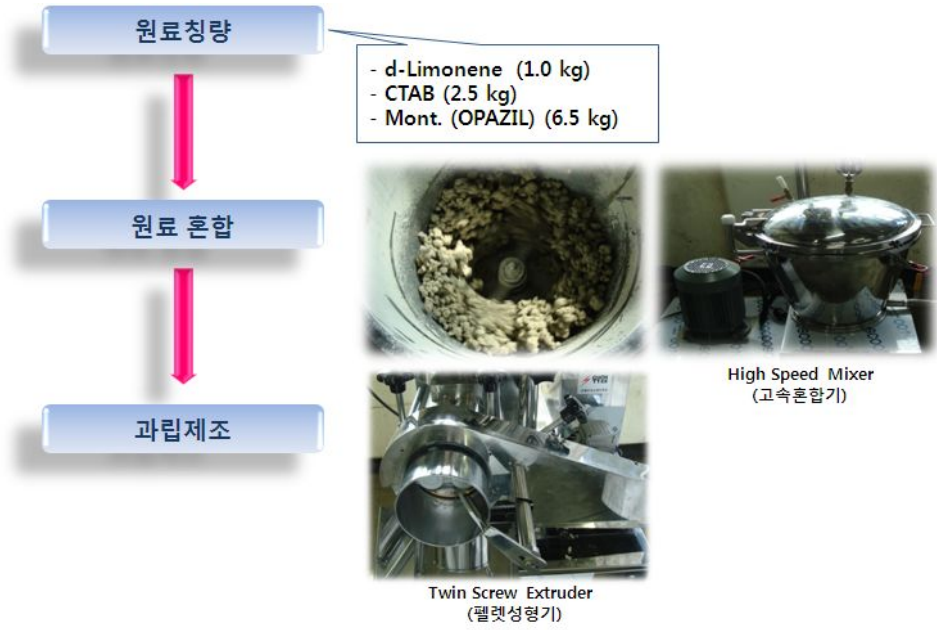 원료칭량
- d-Limonene (1.0 kg)
- CTAB (2.5 kg)
- Mont. (OPAZIL) (6.5 kg)
원료 혼합
High Speed Mixer
(고속혼합기)
과립제조
Twin Screw Extruder
(펠렛성형기)